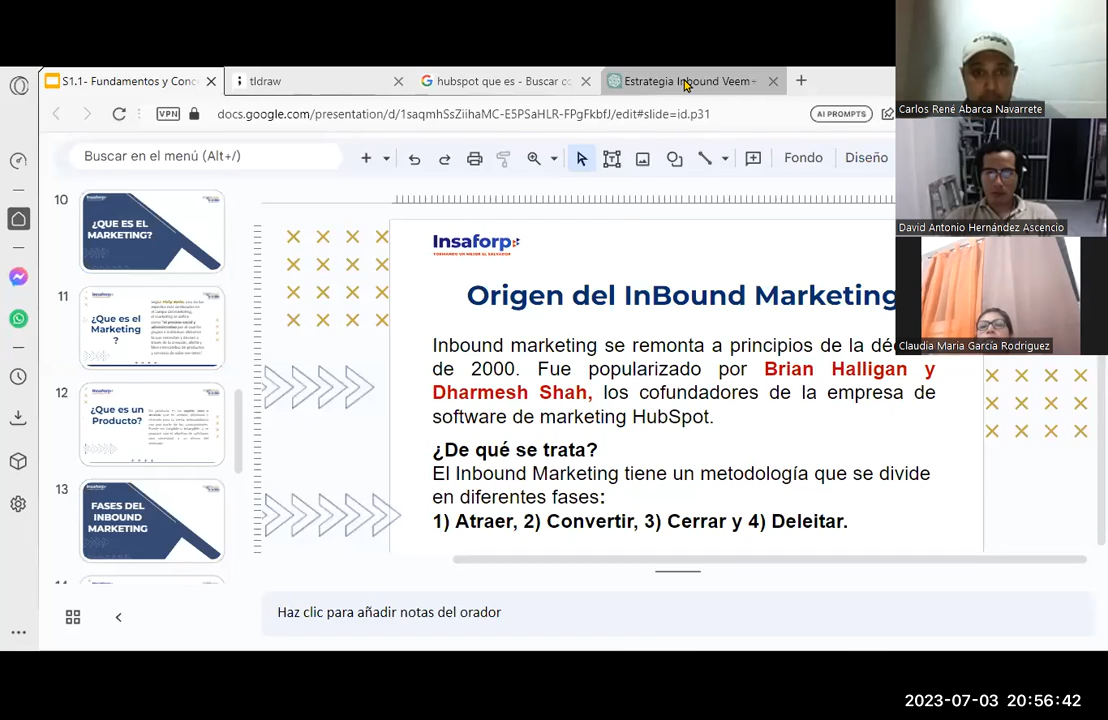 S1.1- Fundamentos y Conc
tldraw
hubspot que es - Buscar co
Estrategia Inbound Veem
VPN
docs.google.com/presentation/d/1saqmhSsZiihaMC-E5PSaHLR-FPgFkbfJ/edit#slide=id.p31
AI PROMPTS
Buscar en el menú (Alt+/)
Fondo
Diseño
10
¿QUE ES EL
MARKETING?
11
¿Que es el
Marketing
?
12
¿Que es un
Producto?
13
FASES DEL
INBOUND
MARKETING
Insaforp
FORMANDO UN MEJOR EL SALVADOR
Origen del InBound Marketing
Inbound marketing se remonta a principios de la déc
de 2000. Fue popularizado por Brian Halligan y
Dharmesh Shah, los cofundadores de la empresa de
software de marketing HubSpot.
¿De qué se trata?
El Inbound Marketing tiene un metodología que se divide
en diferentes fases:
1) Atraer, 2) Convertir, 3) Cerrar y 4) Deleitar.
Haz clic para añadir notas del orador
Carlos René Abarca Navarrete
David Antonio Hernández Ascencio
Claudia Maria García Rodriguez
2023-07-03 20:56:42